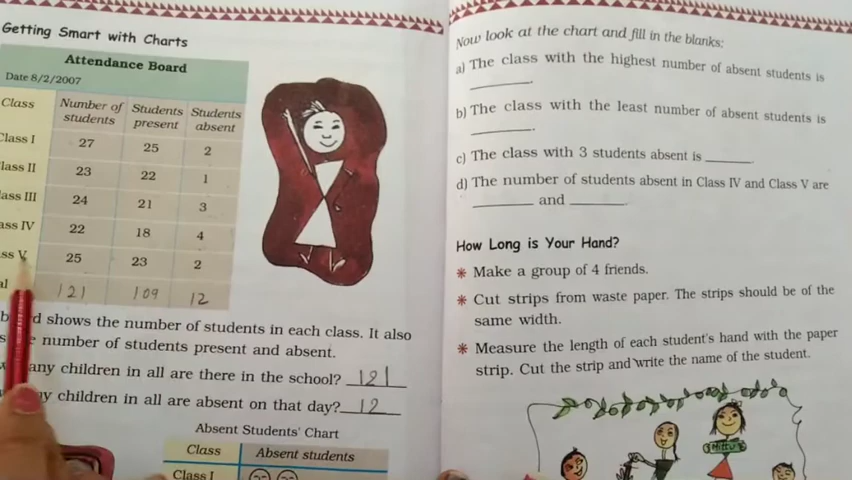 Getting Smart with Charts
Attendance Board
Date 8/2/2007
Class Number of students Students present Students absent
lass I 27 25 2
lass II 23 22 1
ass III 24 21 3
ass IV 22 18 4
ss V 25 23 2
al 121 109 12
d shows the number of students in each class. It also
number of students present and absent.
any children in all are there in the school? 121
y children in all are absent on that day? 12
Absent Students' Chart
Class Absent students
Class I
Now look at the chart and fill in the blanks:
a) The class with the highest number of absent students is
______.
b) The class with the least number of absent students is
______.
c) The class with 3 students absent is ______.
d) The number of students absent in Class IV and Class V are
______ and ______.
How Long is Your Hand?
Make a group of 4 friends.
Cut strips from waste paper. The strips should be of the
same width.
Measure the length of each student's hand with the paper
strip. Cut the strip and write the name of the student.